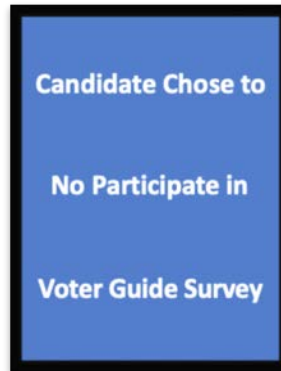 Candidate Chose to
No Participate in
Voter Guide Survey